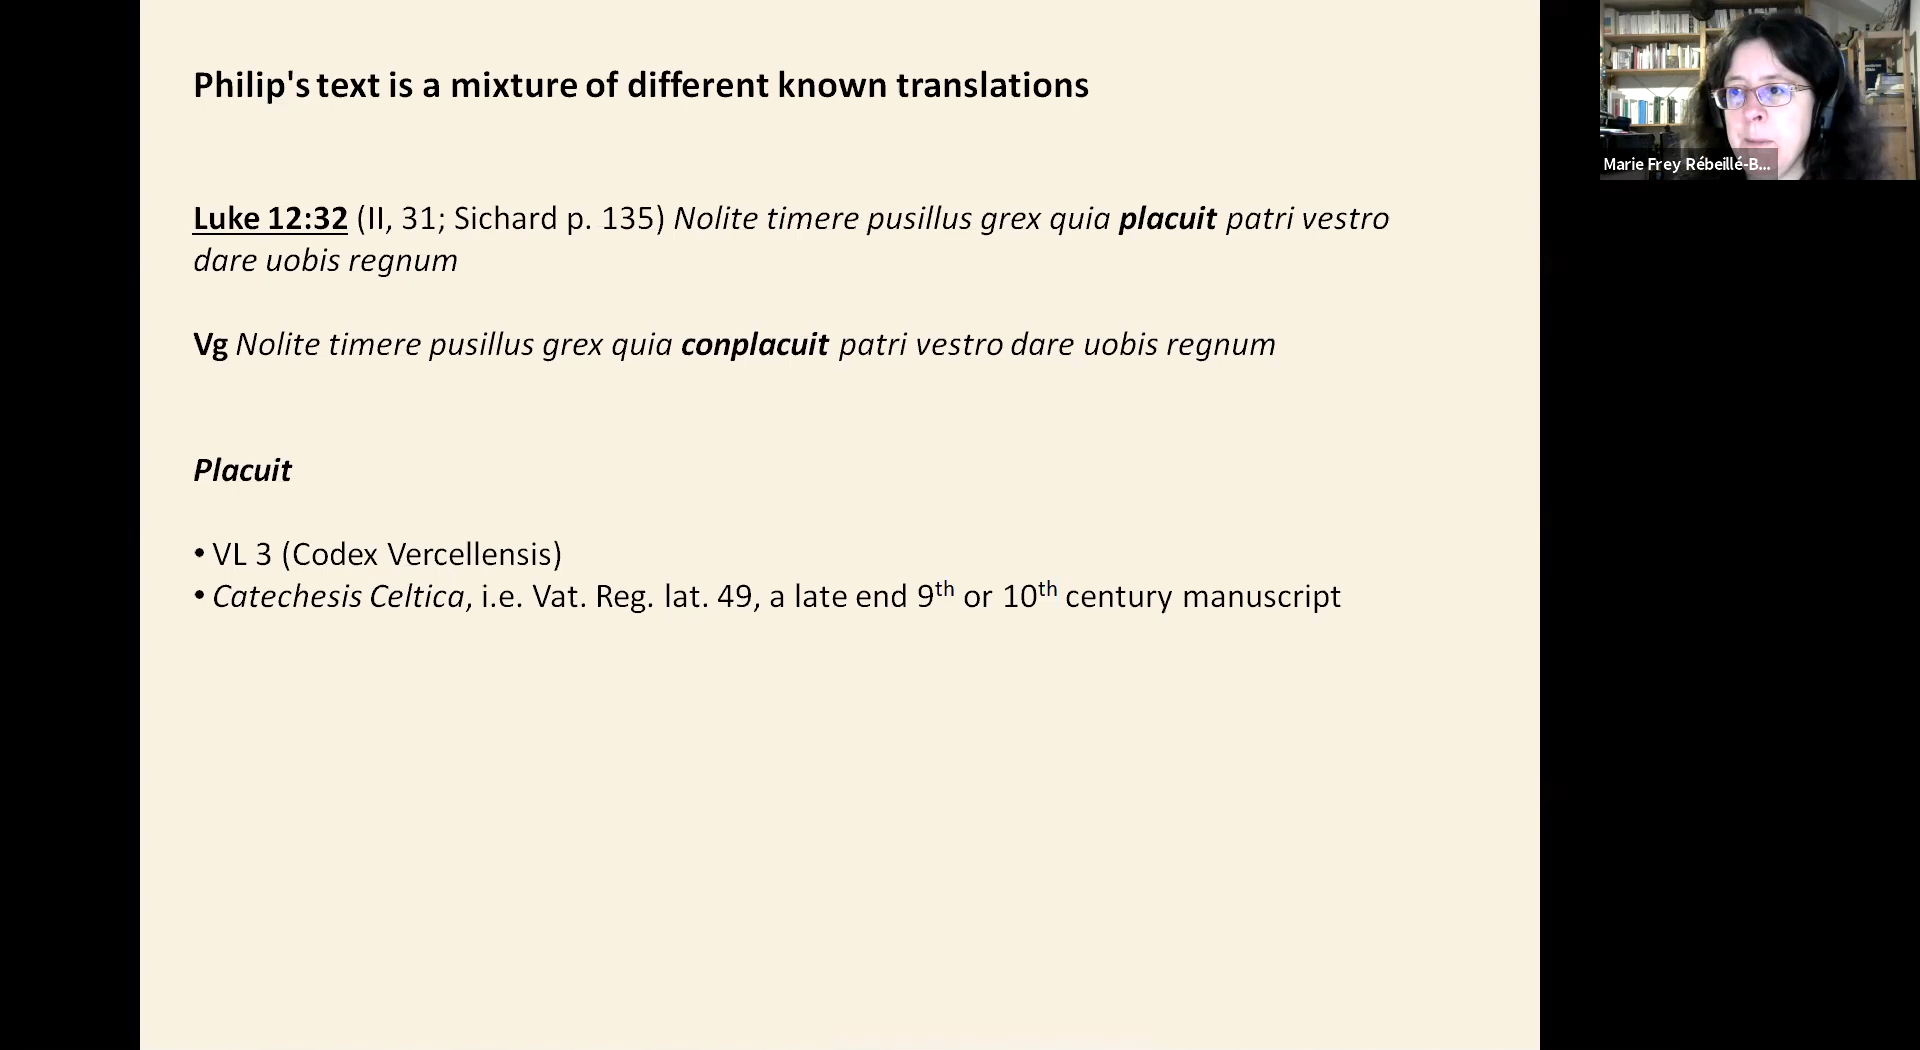 Philip's text is a mixture of different known translations
Luke 12:32 (II, 31; Sichard p. 135) Nolite timere pusillus grex quia placuit patri vestro
dare uobis regnum
Vg Nolite timere pusillus grex quia conplacuit patri vestro dare uobis regnum
Placuit
• VL 3 (Codex Vercellensis)
• Catechesis Celtica, i.e. Vat. Reg. lat. 49, a late end 9th or 10th century manuscript
Marie Frey Rébeillé-B...